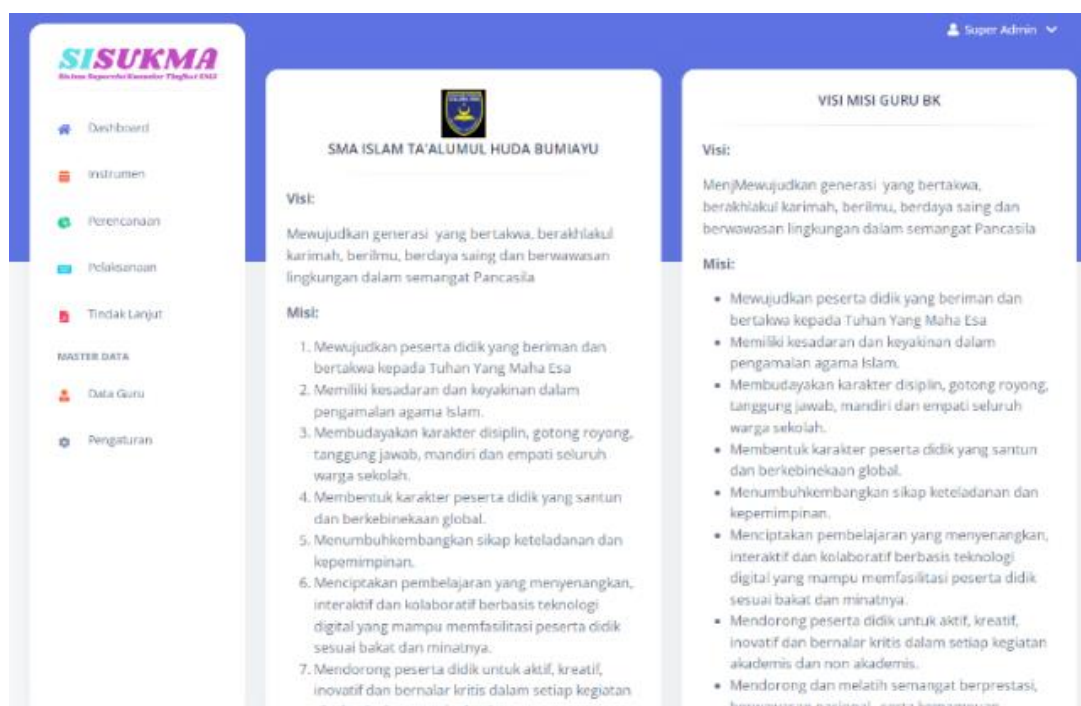 Super Admin
SISUKMA
Sistem Supervisi Konselor Tingkat SMA
Dashboard
Instrumen
Perencanaan
Pelaksanaan
Tindak Lanjut
MASTER DATA
Data Guru
Pengaturan
SMA ISLAM TA'ALUMUL HUDA BUMIAYU
Visi:
Mewujudkan generasi yang bertakwa, berakhlakul
karimah, berilmu, berdaya saing dan berwawasan
lingkungan dalam semangat Pancasila
Misi:
1. Mewujudkan peserta didik yang beriman dan
bertakwa kepada Tuhan Yang Maha Esa
2. Memiliki kesadaran dan keyakinan dalam
pengamalan agama Islam.
3. Membudayakan karakter disiplin, gotong royong,
tanggung jawab, mandiri dan empati seluruh
warga sekolah.
4. Membentuk karakter peserta didik yang santun
dan berkebinekaan global.
5. Menumbuhkembangkan sikap keteladanan dan
kepemimpinan.
6. Menciptakan pembelajaran yang menyenangkan,
interaktif dan kolaboratif berbasis teknologi
digital yang mampu memfasilitasi peserta didik
sesuai bakat dan minatnya.
7. Mendorong peserta didik untuk aktif, kreatif,
inovatif dan bernalar kritis dalam setiap kegiatan
VISI MISI GURU BK
Visi:
MenjMewujudkan generasi yang bertakwa,
berakhlakul karimah, berilmu, berdaya saing dan
berwawasan lingkungan dalam semangat Pancasila
Misi:
• Mewujudkan peserta didik yang beriman dan
bertakwa kepada Tuhan Yang Maha Esa
• Memiliki kesadaran dan keyakinan dalam
pengamalan agama Islam.
• Membudayakan karakter disiplin, gotong royong,
tanggung jawab, mandiri dan empati seluruh
warga sekolah.
• Membentuk karakter peserta didik yang santun
dan berkebinekaan global.
• Menumbuhkembangkan sikap keteladanan dan
kepemimpinan.
• Menciptakan pembelajaran yang menyenangkan,
interaktif dan kolaboratif berbasis teknologi
digital yang mampu memfasilitasi peserta didik
sesuai bakat dan minatnya.
• Mendorong peserta didik untuk aktif, kreatif,
inovatif dan bernalar kritis dalam setiap kegiatan
akademis dan non akademis.
• Mendorong dan melatih semangat berprestasi,